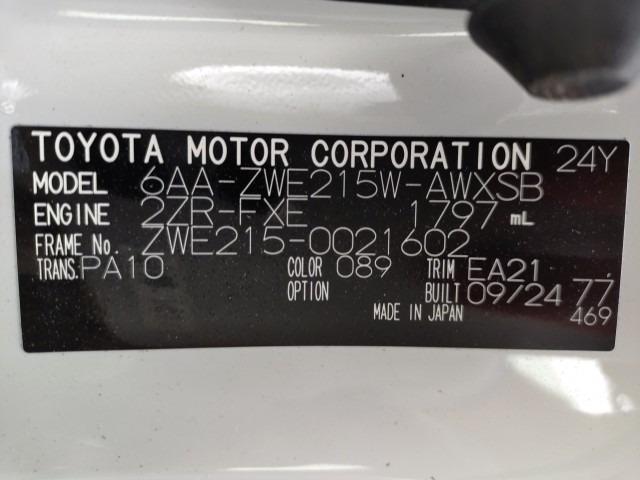 TOYOTA MOTOR CORPORATION 24Y
MODEL 6AA-ZWE215W-AWXSB
ENGINE 2ZR-FXE 1797 mL
FRAME No. ZWE215-0021602
TRANS. PA10 COLOR 089 TRIM EA21
OPTION BUILT 09/24 77
MADE IN JAPAN 469